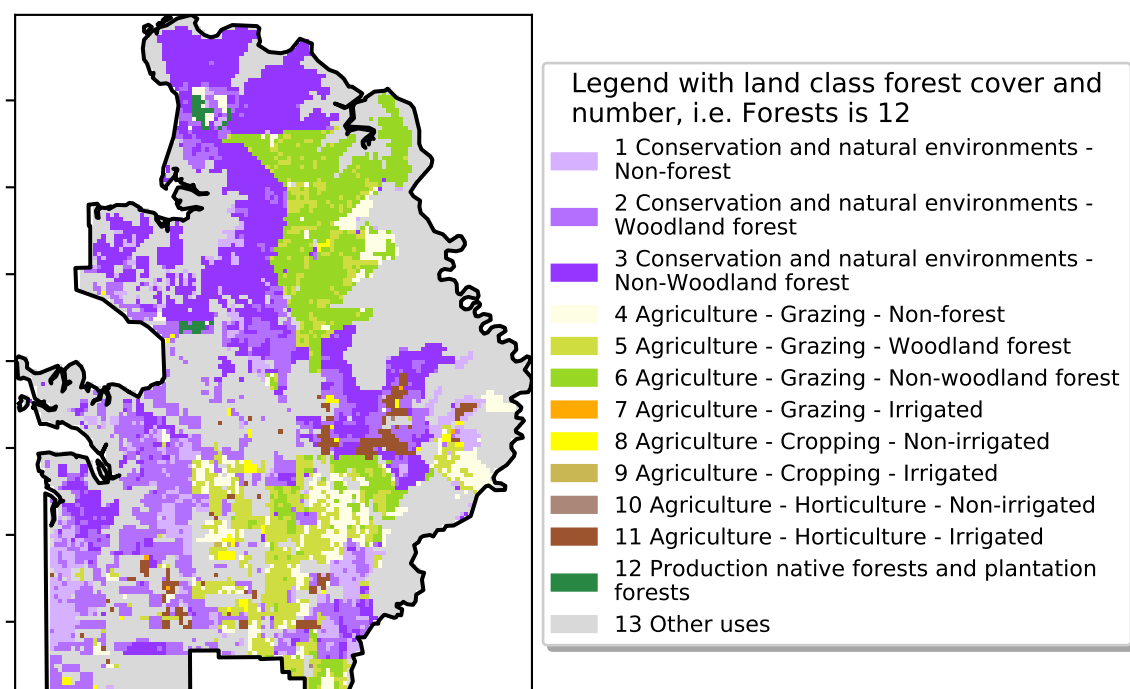 Legend with land class forest cover and
number, i.e. Forests is 12
1 Conservation and natural environments -
Non-forest
2 Conservation and natural environments -
Woodland forest
3 Conservation and natural environments -
Non-Woodland forest
4 Agriculture - Grazing - Non-forest
5 Agriculture - Grazing - Woodland forest
6 Agriculture - Grazing - Non-woodland forest
7 Agriculture - Grazing - Irrigated
8 Agriculture - Cropping - Non-irrigated
9 Agriculture - Cropping - Irrigated
10 Agriculture - Horticulture - Non-irrigated
11 Agriculture - Horticulture - Irrigated
12 Production native forests and plantation
forests
13 Other uses